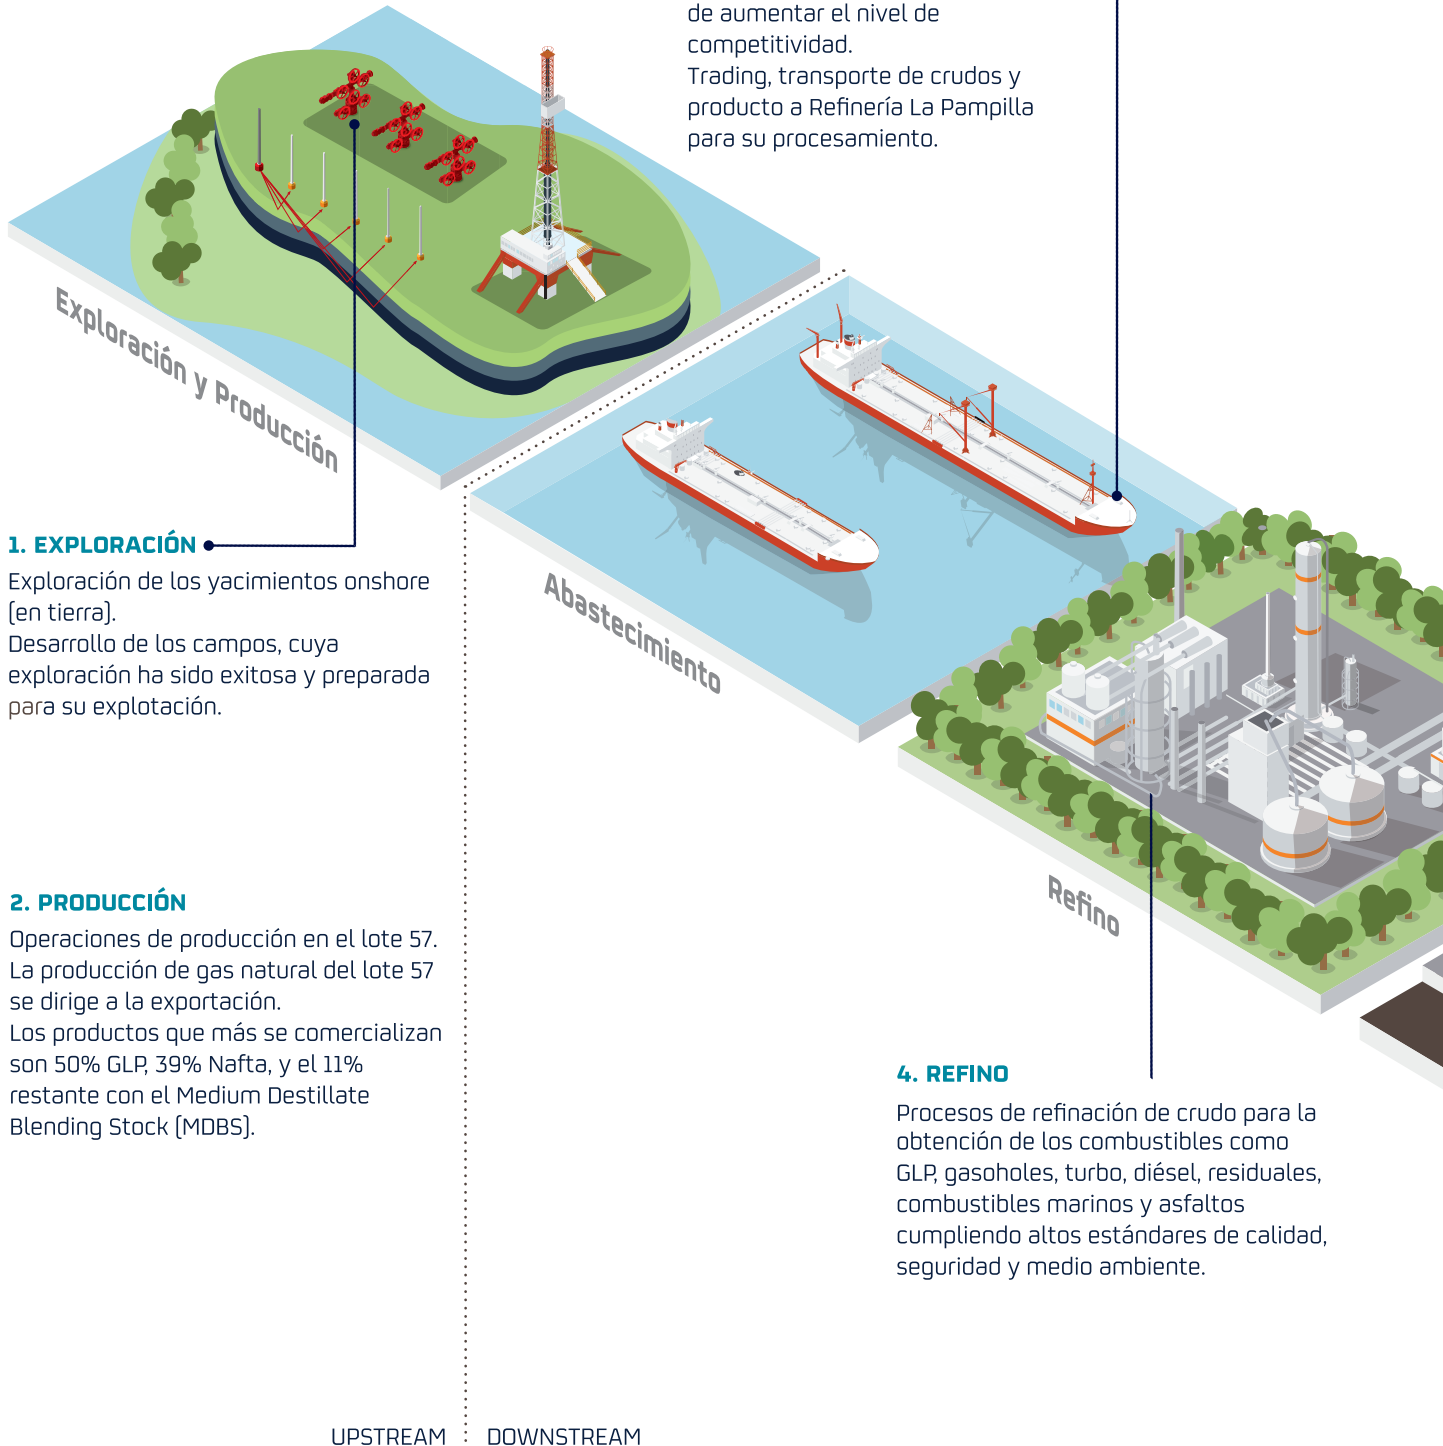 de aumentar el nivel de
competitividad.
Trading, transporte de crudos y
producto a Refinería La Pampilla
para su procesamiento.
Exploración y Producción
Abastecimiento
Refino
1. EXPLORACIÓN
Exploración de los yacimientos onshore
(en tierra).
Desarrollo de los campos, cuya
exploración ha sido exitosa y preparada
para su explotación.
2. PRODUCCIÓN
Operaciones de producción en el lote 57.
La producción de gas natural del lote 57
se dirige a la exportación.
Los productos que más se comercializan
son 50% GLP, 39% Nafta, y el 11%
restante con el Medium Destillate
Blending Stock (MDBS).
4. REFINO
Procesos de refinación de crudo para la
obtención de los combustibles como
GLP, gasoholes, turbo, diésel, residuales,
combustibles marinos y asfaltos
cumpliendo altos estándares de calidad,
seguridad y medio ambiente.
UPSTREAM
DOWNSTREAM